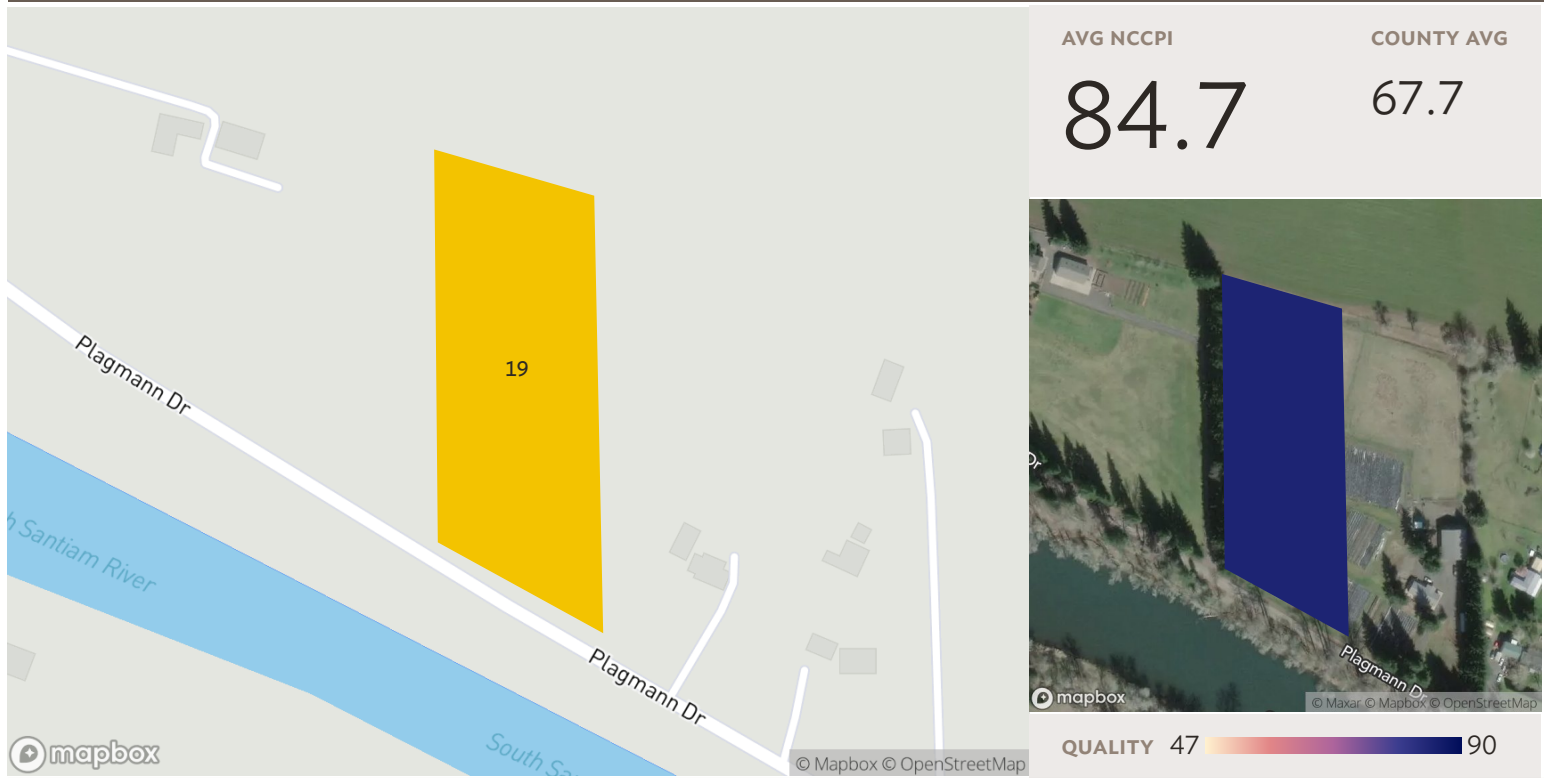 AVG NCCPI
COUNTY AVG
84.7
67.7
19
Plagmann Dr
h Santiam River
Plagmann Dr
South Sa
mapbox
© Mapbox © OpenStreetMap
Dr
Plagmann Dr
mapbox
© Maxar © Mapbox © OpenStreetMap
QUALITY 47 90